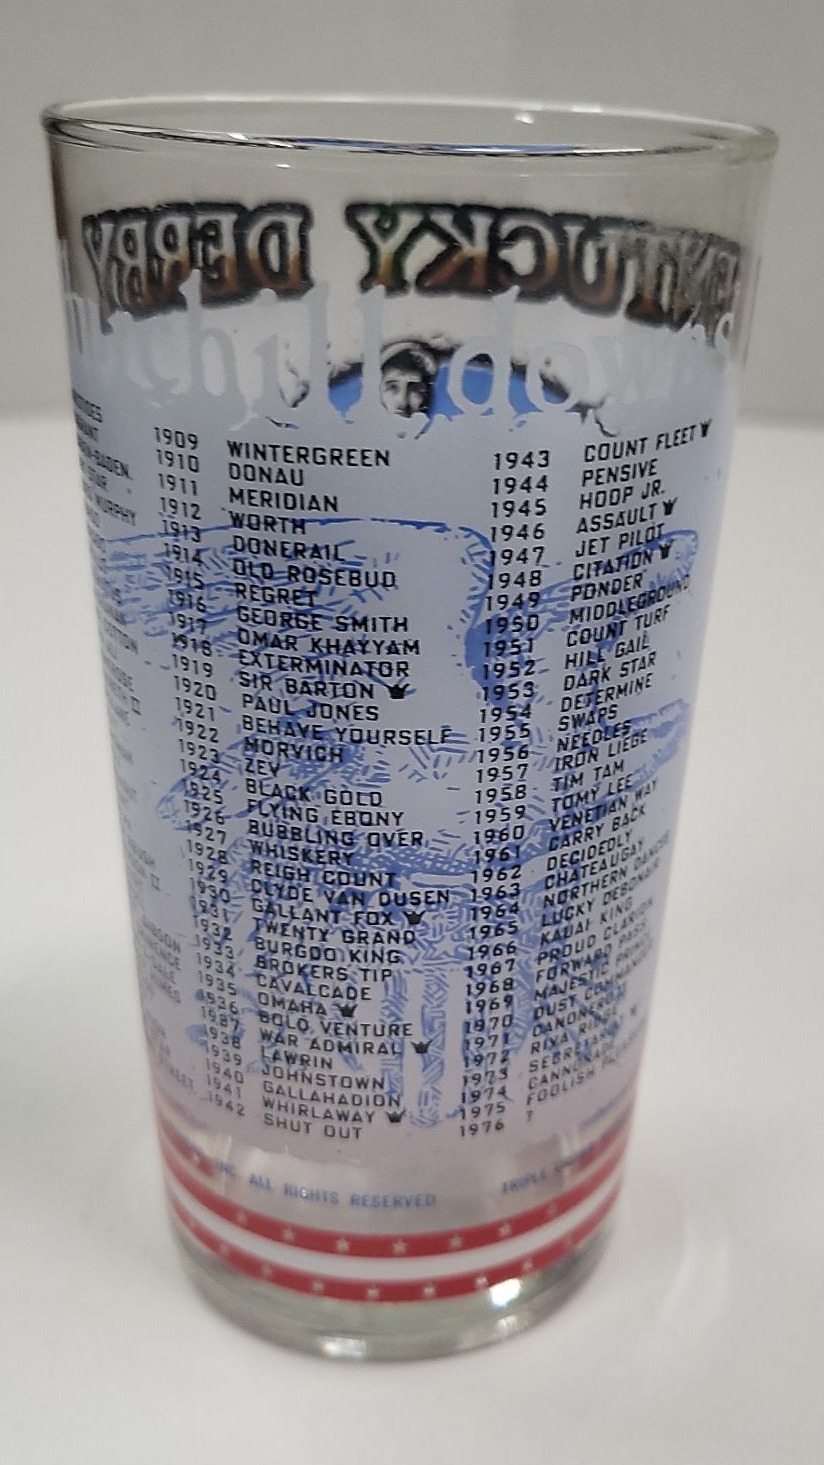 KENTUCKY DERBY
churchill downs
1909 WINTERGREEN
1910 DONAU
1911 MERIDIAN
1912 WORTH
1913 DONERAIL
1914 OLD ROSEBUD
1915 REGRET
1916 GEORGE SMITH
1917 OMAR KHAYYAM
1918 EXTERMINATOR
1919 SIR BARTON
1920 PAUL JONES
1921 BEHAVE YOURSELF
1922 MORVICH
1923 ZEV
1924 BLACK GOLD
1925 FLYING EBONY
1926 BUBBLING OVER
1927 WHISKERY
1928 REIGH COUNT
1929 CLYDE VAN DUSEN
1930 GALLANT FOX
1931 TWENTY GRAND
1932 BURGOO KING
1933 BROKERS TIP
1934 CAVALCADE
1935 OMAHA
1936 BOLD VENTURE
1937 WAR ADMIRAL
1938 LAWRIN
1939 JOHNSTOWN
1940 GALLAHADION
1941 WHIRLAWAY
1942 SHUT OUT
1943 COUNT FLEET
1944 PENSIVE
1945 HOOP JR.
1946 ASSAULT
1947 JET PILOT
1948 CITATION
1949 PONDER
1950 MIDDLEGROUND
1951 COUNT TURF
1952 HILL GAIL
1953 DARK STAR
1954 DETERMINE
1955 SWAPS
1956 NEEDLES
1957 IRON LIEGE
1958 TIM TAM
1959 TOMY LEE
1960 VENETIAN WAY
1961 CARRY BACK
1962 DECIDEDLY
1963 CHATEAUGAY
1964 NORTHERN DANCER
1965 LUCKY DEBONAIR
1966 KAUAI KING
1967 PROUD CLARION
1968 FORWARD PASS
1969 MAJESTIC PRINCE
1970 DUST COMMANDER
1971 CANONERO II
1972 RIVA RIDGE
1973 SECRETARIAT
1974 CANNONADE
1975 FOOLISH PLEASURE
1976 ?
INC. ALL RIGHTS RESERVED
TRIPLE